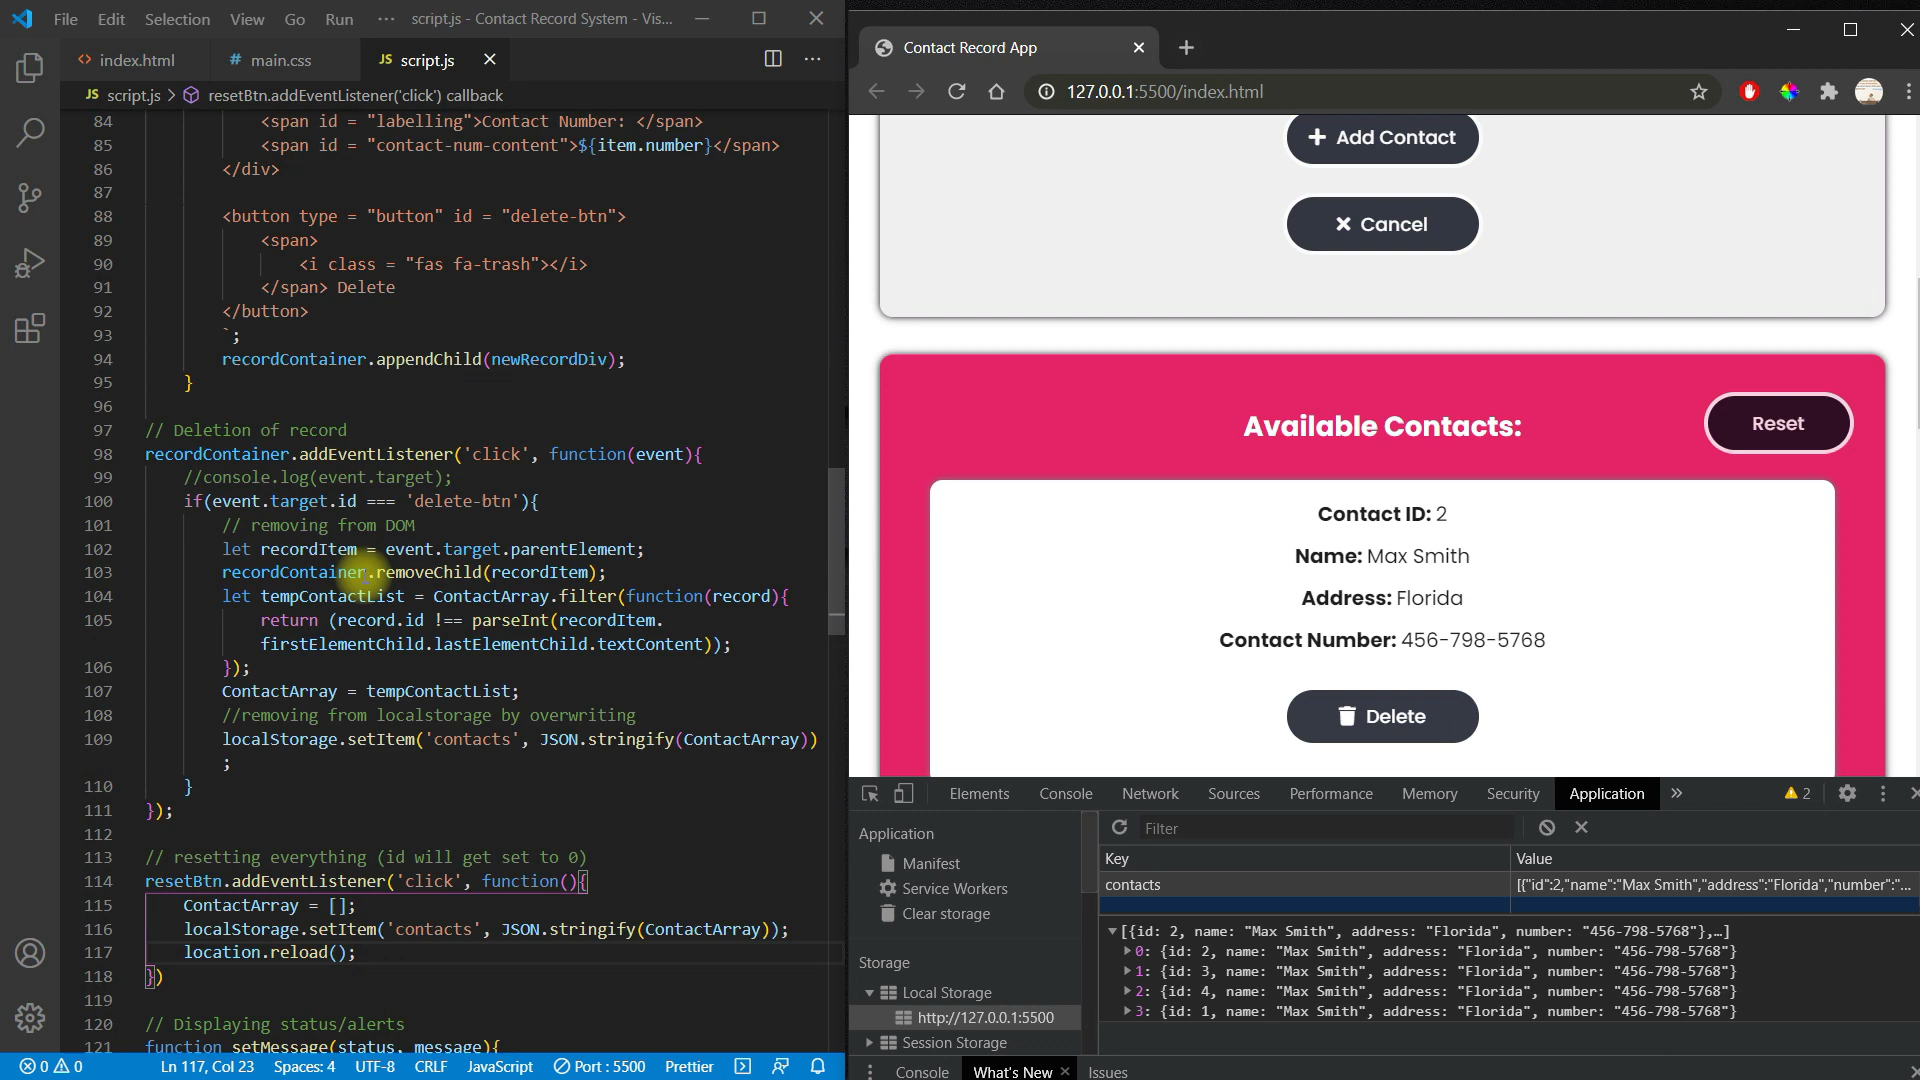 File Edit Selection View Go Run ··· script.js - Contact Record System - Vis...
index.html # main.css JS script.js
JS script.js > resetBtn.addEventListener('click') callback
84 <span id = "labelling">Contact Number: </span>
85 <span id = "contact-num-content">${item.number}</span>
86 </div>
87
88 <button type = "button" id = "delete-btn">
89 <span>
90 <i class = "fas fa-trash"></i>
91 </span> Delete
92 </button>
93 `;
94 recordContainer.appendChild(newRecordDiv);
95 }
96
97 // Deletion of record
98 recordContainer.addEventListener('click', function(event){
99 //console.log(event.target);
100 if(event.target.id === 'delete-btn'){
101 // removing from DOM
102 let recordItem = event.target.parentElement;
103 recordContainer.removeChild(recordItem);
104 let tempContactList = ContactArray.filter(function(record){
105 return (record.id !== parseInt(recordItem.
firstElementChild.lastElementChild.textContent));
106 });
107 ContactArray = tempContactList;
108 //removing from localstorage by overwriting
109 localStorage.setItem('contacts', JSON.stringify(ContactArray))
;
110 }
111 });
112
113 // resetting everything (id will get set to 0)
114 resetBtn.addEventListener('click', function(){
115 ContactArray = [];
116 localStorage.setItem('contacts', JSON.stringify(ContactArray));
117 location.reload();
118 })
119
120 // Displaying status/alerts
121 function setMessage(status, message){
0 0 Ln 117, Col 23 Spaces: 4 UTF-8 CRLF JavaScript Port : 5500 Prettier
Contact Record App
127.0.0.1:5500/index.html
Add Contact
Cancel
Available Contacts:
Reset
Contact ID: 2
Name: Max Smith
Address: Florida
Contact Number: 456-798-5768
Delete
Elements Console Network Sources Performance Memory Security Application » 2
Application
Manifest
Service Workers
Clear storage
Storage
Local Storage
http://127.0.0.1:5500
Session Storage
Filter
Key Value
contacts [{"id":2,"name":"Max Smith","address":"Florida","number":"...
[{id: 2, name: "Max Smith", address: "Florida", number: "456-798-5768"},…]
0: {id: 2, name: "Max Smith", address: "Florida", number: "456-798-5768"}
1: {id: 3, name: "Max Smith", address: "Florida", number: "456-798-5768"}
2: {id: 4, name: "Max Smith", address: "Florida", number: "456-798-5768"}
3: {id: 1, name: "Max Smith", address: "Florida", number: "456-798-5768"}
Console What's New Issues